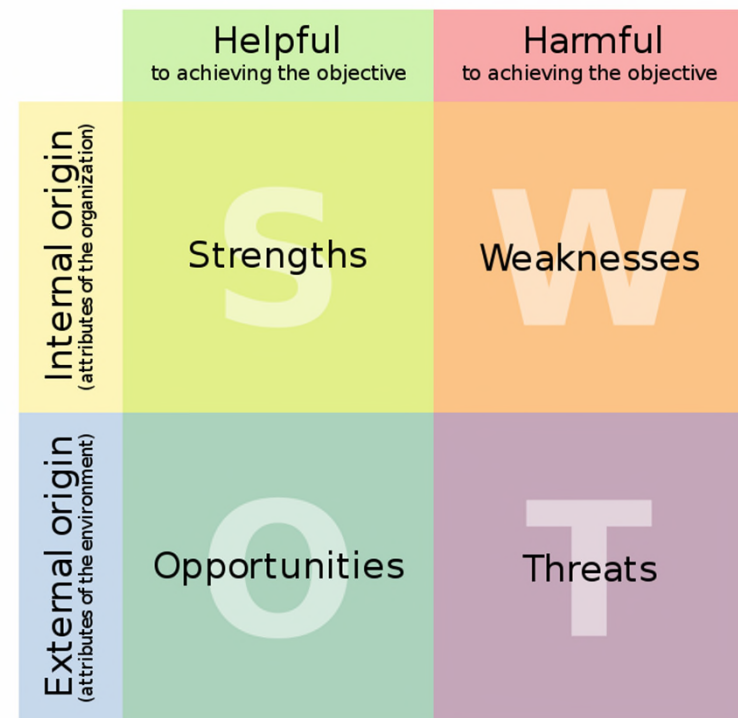 Helpful
to achieving the objective
Harmful
to achieving the objective
Internal origin
(attributes of the organization)
S
Strengths
W
Weaknesses
External origin
(attributes of the environment)
O
Opportunities
T
Threats